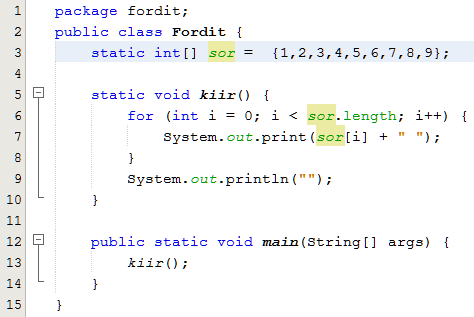 1 package fordit;
2 public class Fordit {
3 static int[] sor =  {1,2,3,4,5,6,7,8,9};
4
5 static void kiir() {
6 for (int i = 0; i < sor.length; i++) {
7 System.out.print(sor[i] + " ");
8 }
9 System.out.println("");
10 }
11
12 public static void main(String[] args) {
13 kiir();
14 }
15 }